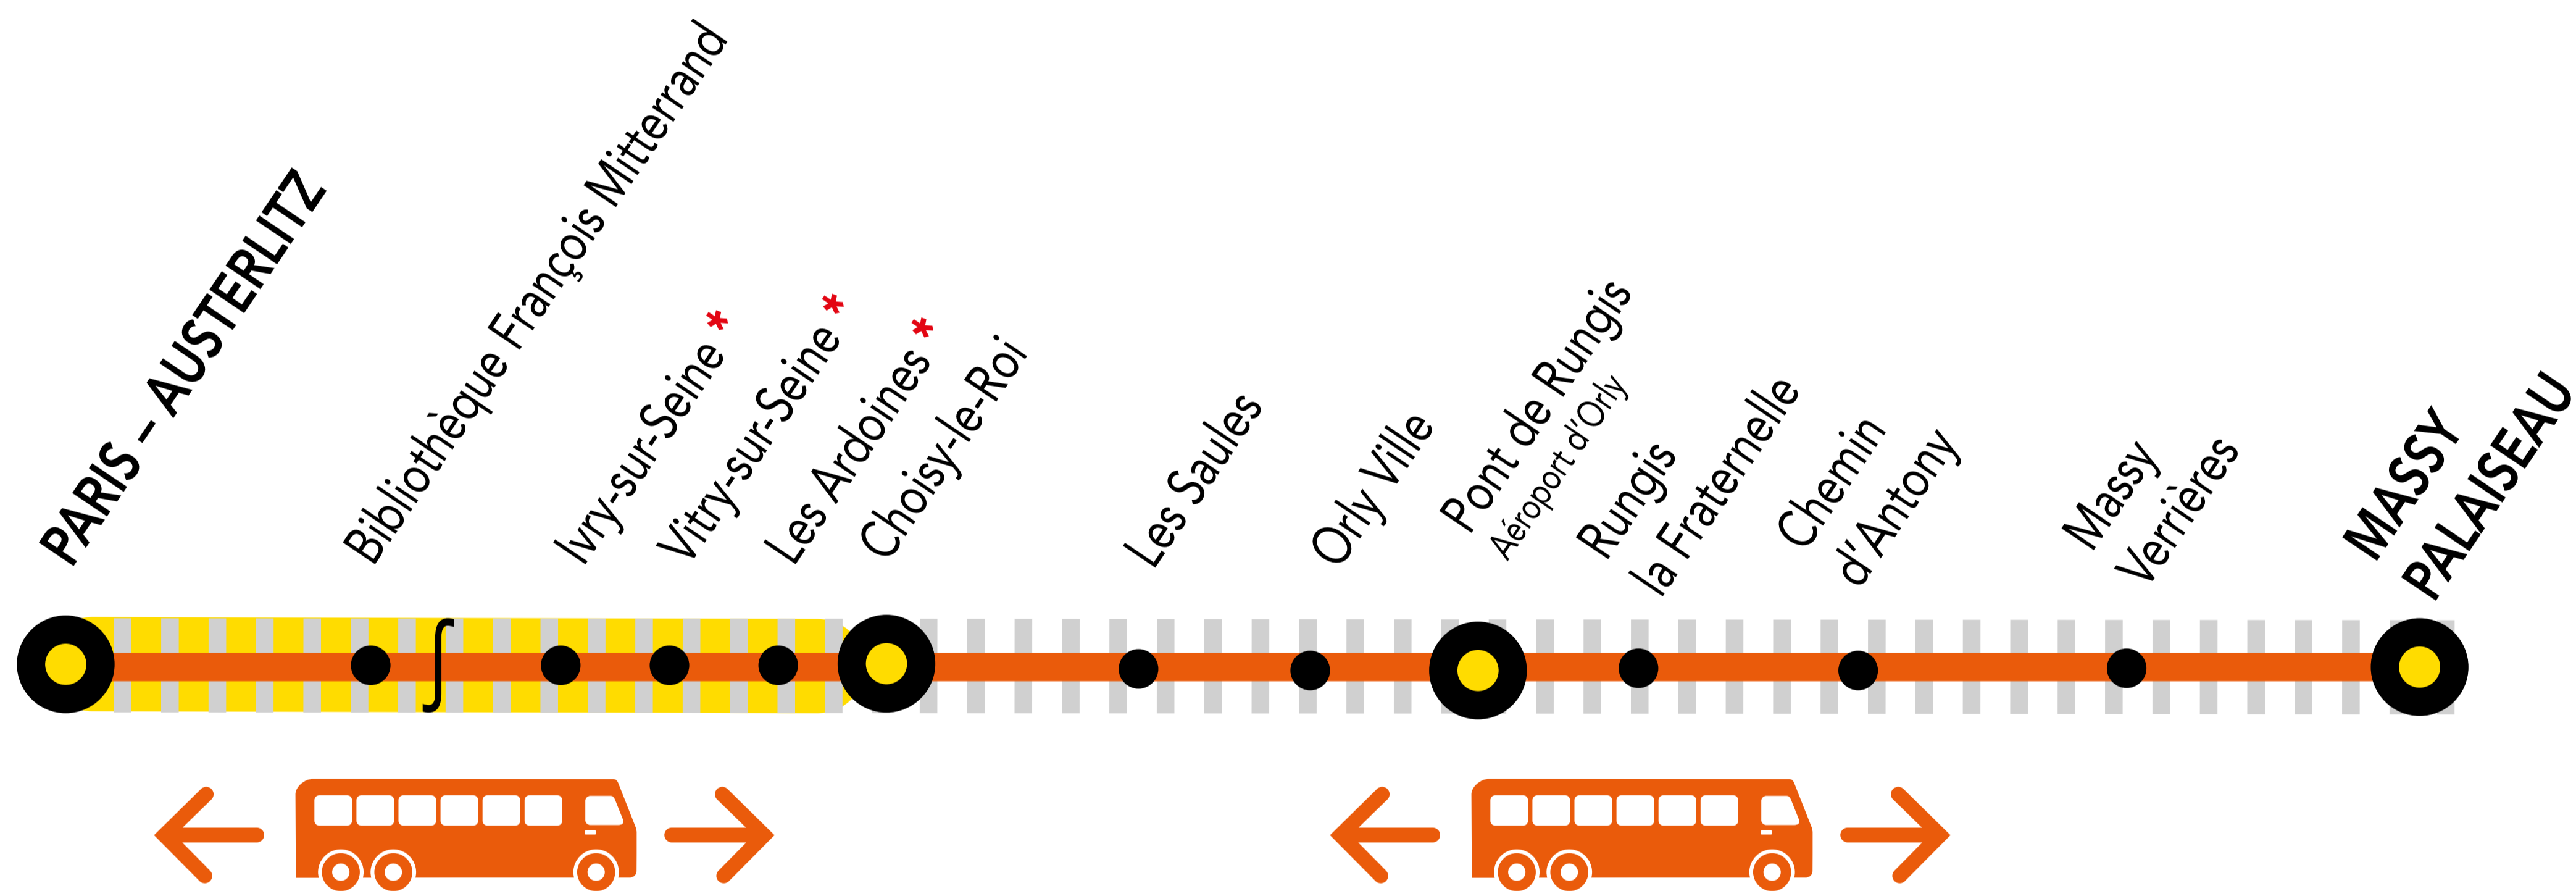 PARIS – AUSTERLITZ
Bibliothèque François Mitterrand
Ivry-sur-Seine *
Vitry-sur-Seine *
Les Ardoines *
Choisy-le-Roi
Les Saules
Orly Ville
Pont de Rungis
Aéroport d'Orly
Rungis
la Fraternelle
Chemin
d'Antony
Massy
Verrières
MASSY
PALAISEAU